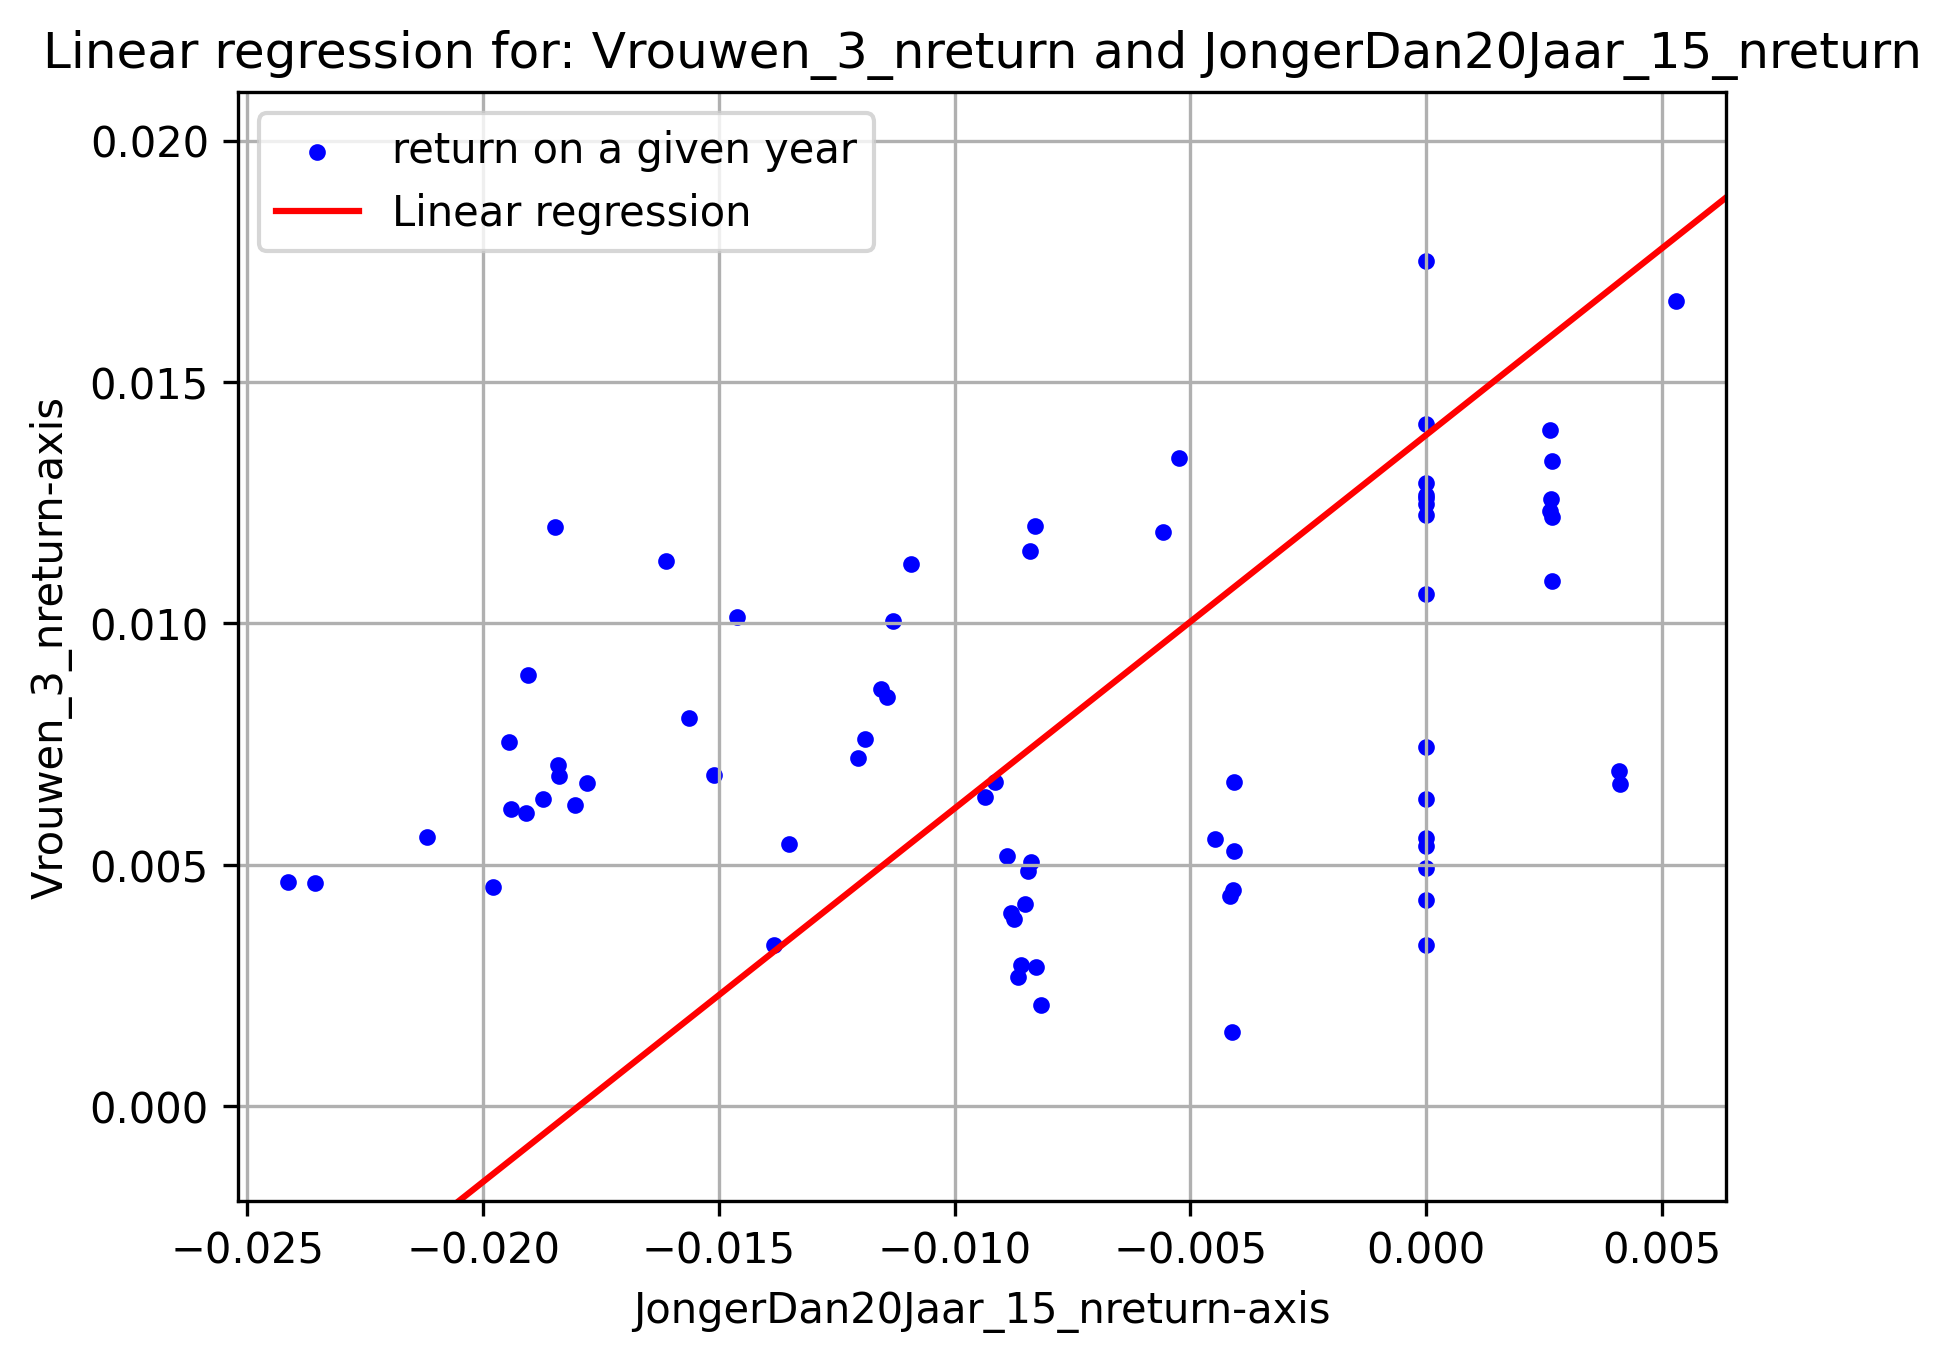 Linear regression for: Vrouwen_3_nreturn and JongerDan20Jaar_15_nreturn
return on a given year
Linear regression
0.020
0.015
0.010
0.005
0.000
Vrouwen_3_nreturn-axis
−0.025 −0.020 −0.015 −0.010 −0.005 0.000 0.005
JongerDan20Jaar_15_nreturn-axis